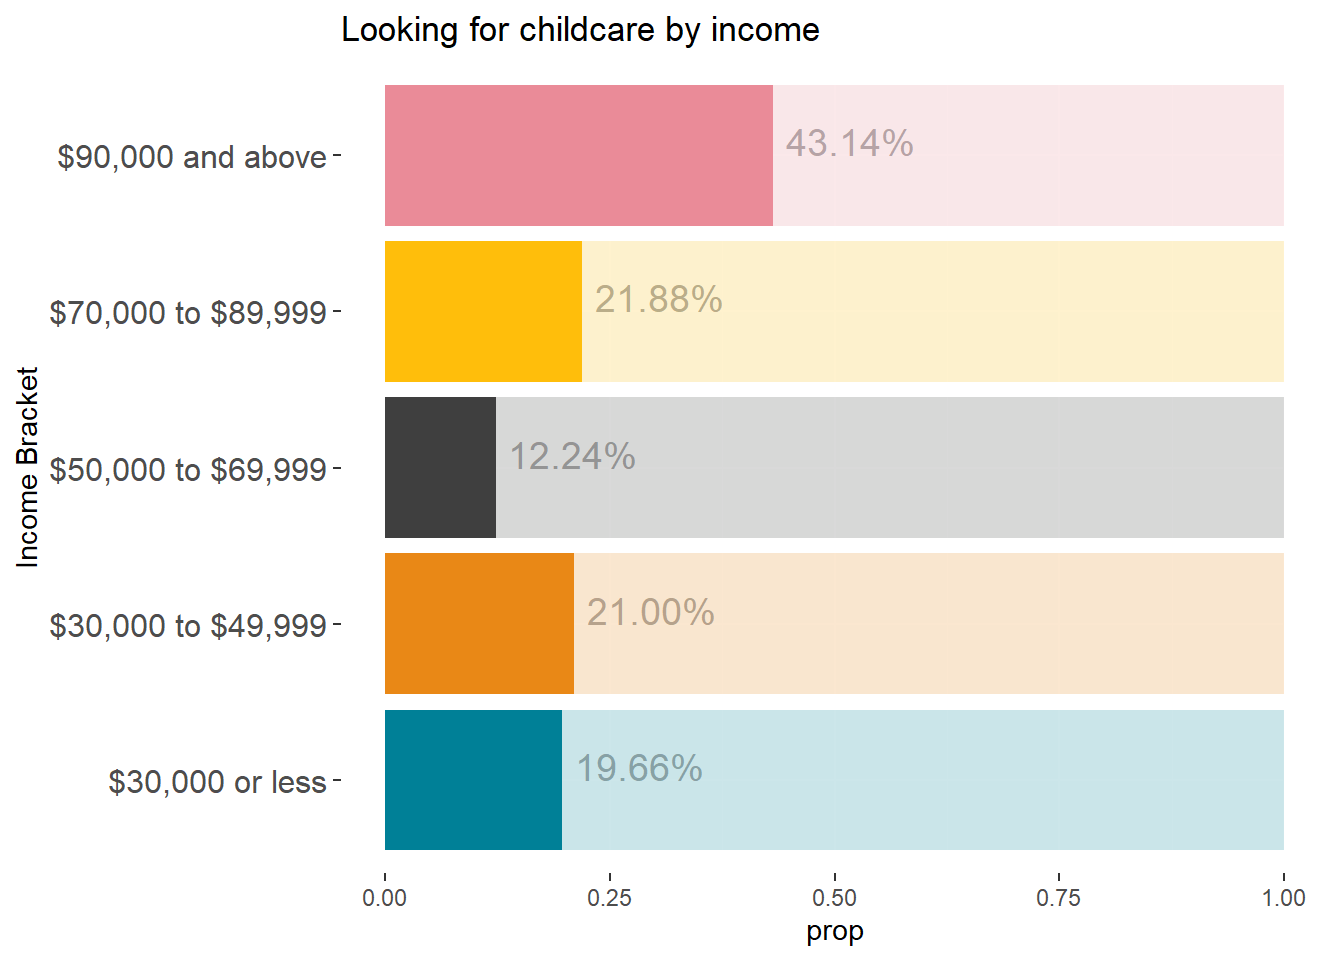 Looking for childcare by income
$90,000 and above
43.14%
$70,000 to $89,999
21.88%
Income Bracket
$50,000 to $69,999
12.24%
$30,000 to $49,999
21.00%
$30,000 or less
19.66%
0.00 0.25 0.50 0.75 1.00
prop